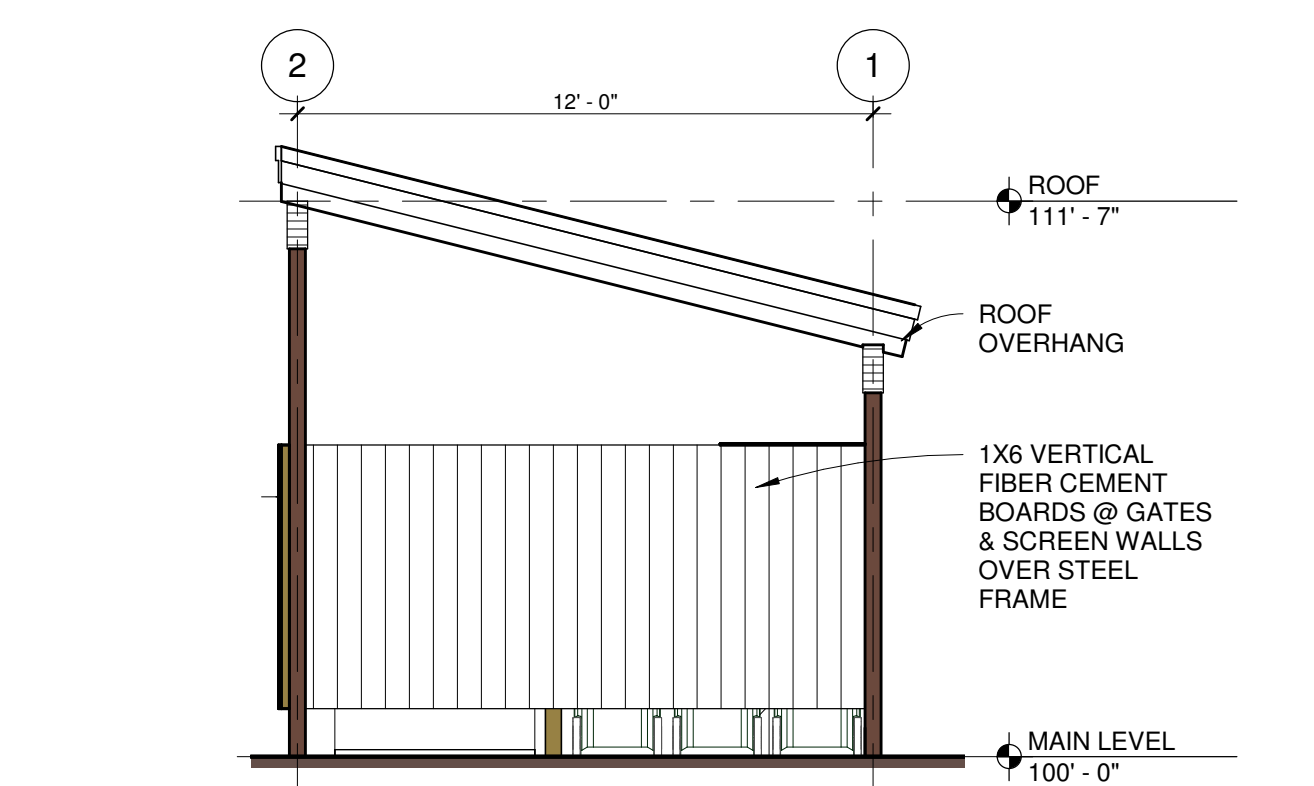 2
1
12' - 0"
ROOF
111' - 7"
ROOF
OVERHANG
1X6 VERTICAL
FIBER CEMENT
BOARDS @ GATES
& SCREEN WALLS
OVER STEEL
FRAME
MAIN LEVEL
100' - 0"